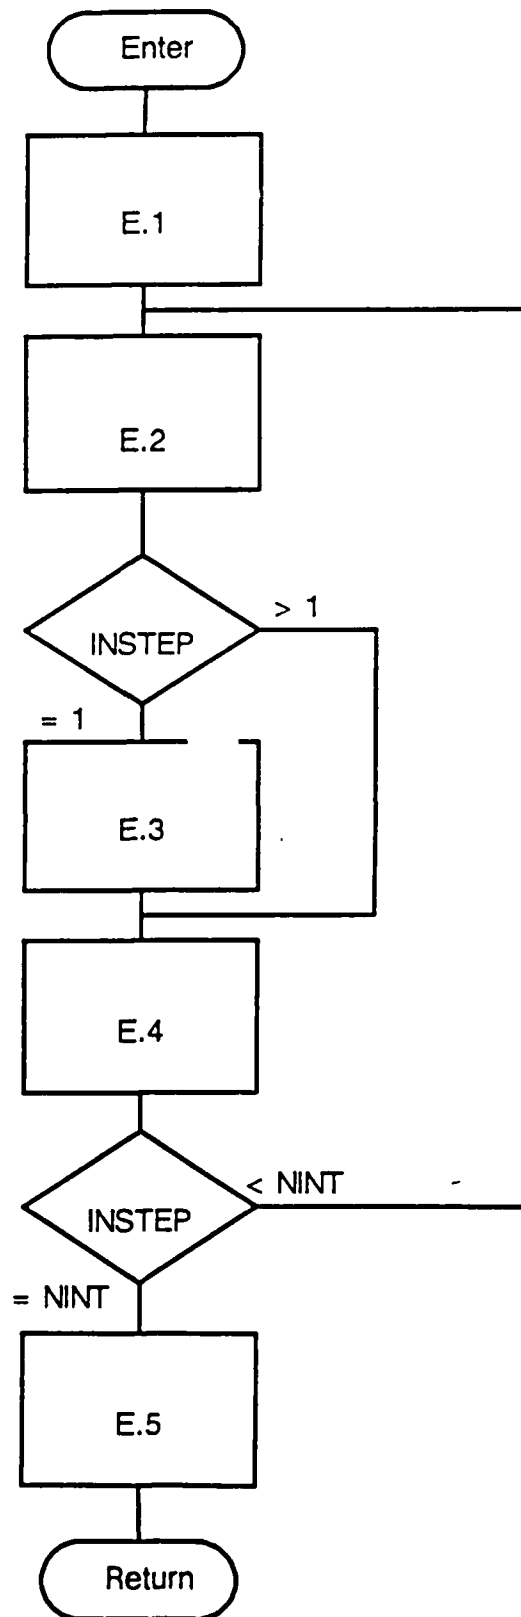 Enter
E.1
E.2
> 1
INSTEP
= 1
E.3
E.4
< NINT
INSTEP
= NINT
E.5
Return